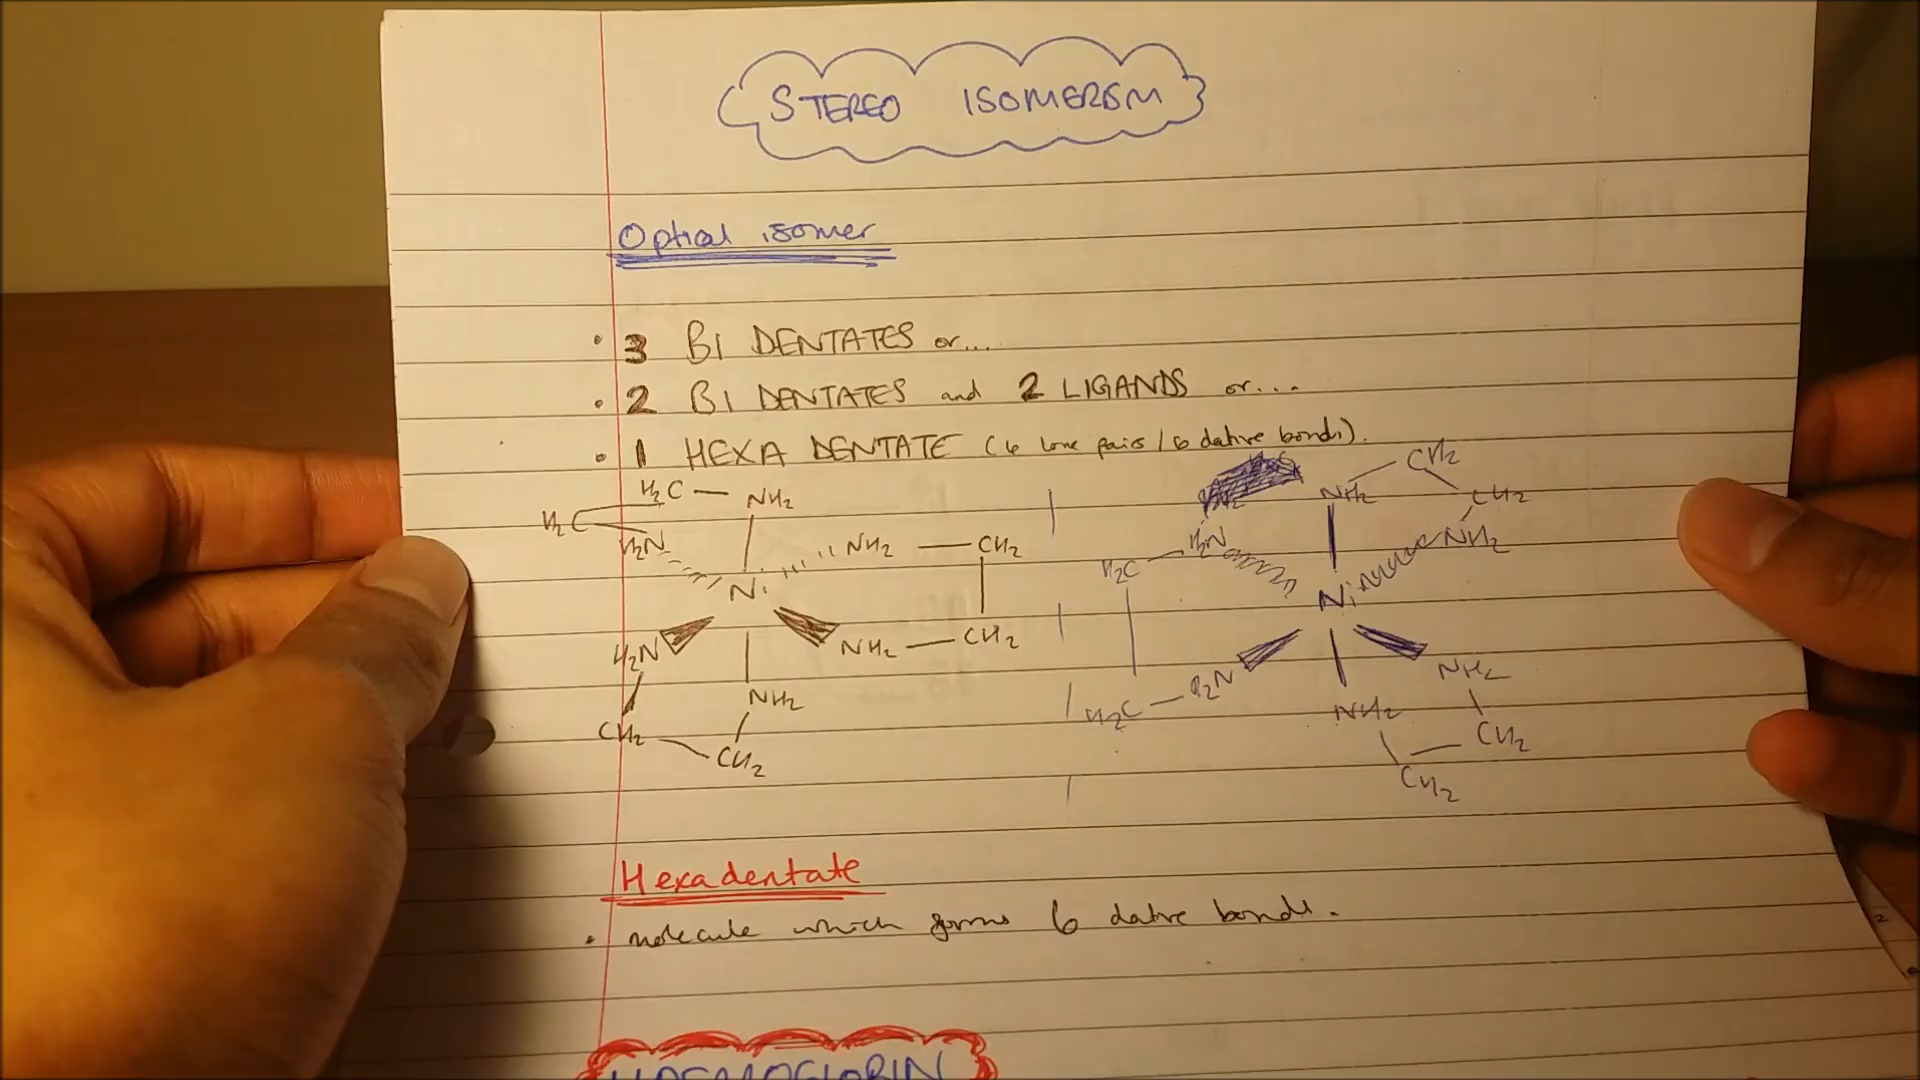 STEREO ISOMERISM
Optical isomer
• 3 BI DENTATES or...
• 2 BI DENTATES and 2 LIGANDS or...
• 1 HEXA DENTATE (6 lone pairs / 6 dative bonds).
H2C — NH2
H2C
H2N
NH2 — CH2
Ni
H2N
NH2 — CH2
NH2
CH2
CH2
NH2
CH2
CH2
H2N
NH2
H2C
Ni
H2C — H2N
NH2
NH2
CH2
CH2
Hexadentate
• molecule which forms 6 dative bonds.
HAEMOGLOBIN